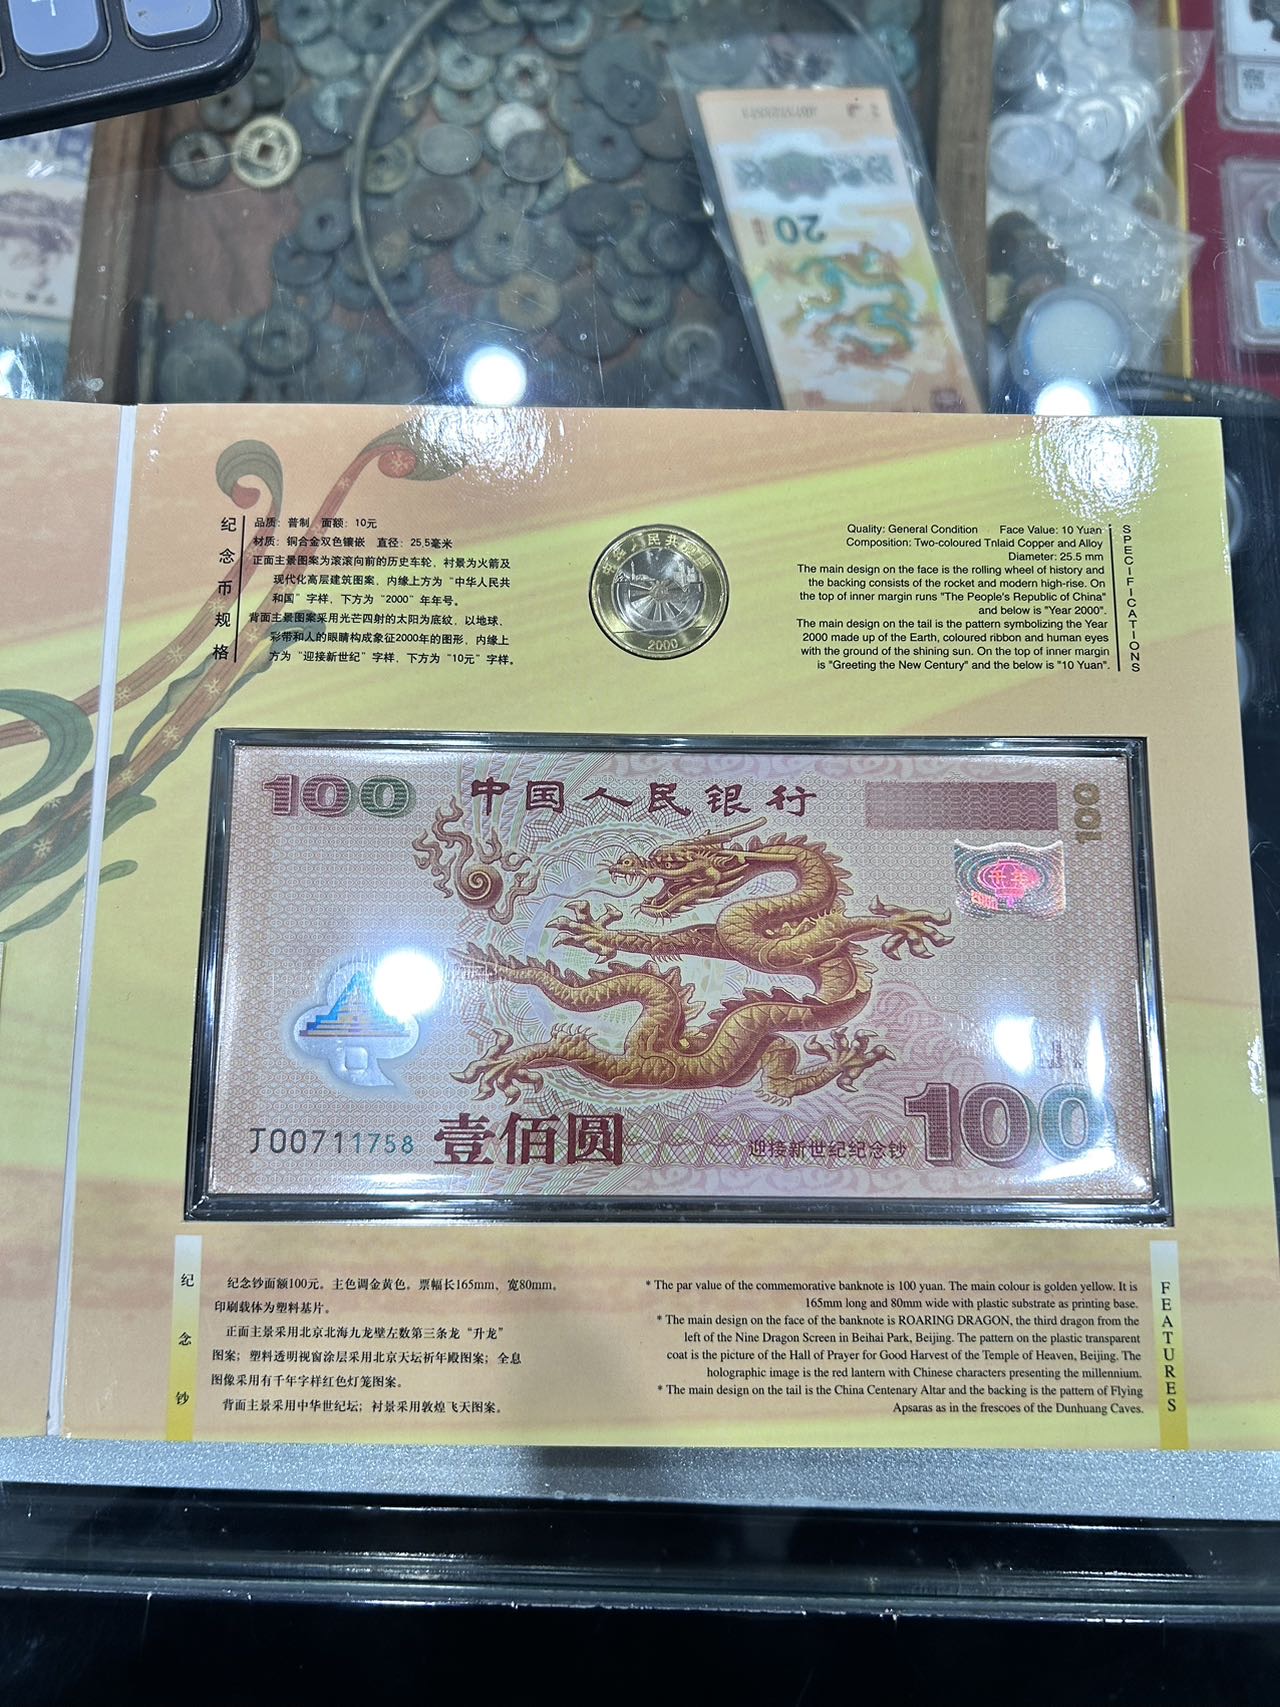 20
纪念币规格
品质：普制　面额：10元
材质：铜合金双色镶嵌　直径：25.5毫米
正面主景图案为滚滚向前的历史车轮，衬景为火箭及
现代化高层建筑图案，内缘上方为“中华人民共
和国”字样，下方为“2000”年年号。
背面主景图案采用光芒四射的太阳为底纹，以地球、
彩带和人的眼睛构成象征2000年的图形，内缘上
方为“迎接新世纪”字样，下方为“10元”字样。
中华人民共和国
2000
Quality: General Condition Face Value: 10 Yuan
Composition: Two-coloured Tnlaid Copper and Alloy
Diameter: 25.5 mm
The main design on the face is the rolling wheel of history and
the backing consists of the rocket and modern high-rise. On
the top of inner margin runs "The People's Republic of China"
and below is "Year 2000".
The main design on the tail is the pattern symbolizing the Year
2000 made up of the Earth, coloured ribbon and human eyes
with the ground of the shining sun. On the top of inner margin
is "Greeting the New Century" and the below is "10 Yuan".
SPECIFICATIONS
100
中国人民银行
100
千年
J00711758
壹佰圆
迎接新世纪纪念钞
100
纪念钞
纪念钞面额100元。主色调金黄色。票幅长165mm、宽80mm。
印刷载体为塑料基片。
正面主景采用北京北海九龙壁左数第三条龙“升龙”
图案；塑料透明视窗涂层采用北京天坛祈年殿图案；全息
图像采用有千年字样红色灯笼图案。
背面主景采用中华世纪坛；衬景采用敦煌飞天图案。
* The par value of the commemorative banknote is 100 yuan. The main colour is golden yellow. It is
165mm long and 80mm wide with plastic substrate as printing base.
* The main design on the face of the banknote is ROARING DRAGON, the third dragon from the
left of the Nine Dragon Screen in Beihai Park, Beijing. The pattern on the plastic transparent
coat is the picture of the Hall of Prayer for Good Harvest of the Temple of Heaven, Beijing. The
holographic image is the red lantern with Chinese characters presenting the millennium.
* The main design on the tail is the China Centenary Altar and the backing is the pattern of Flying
Apsaras as in the frescoes of the Dunhuang Caves.
FEATURES